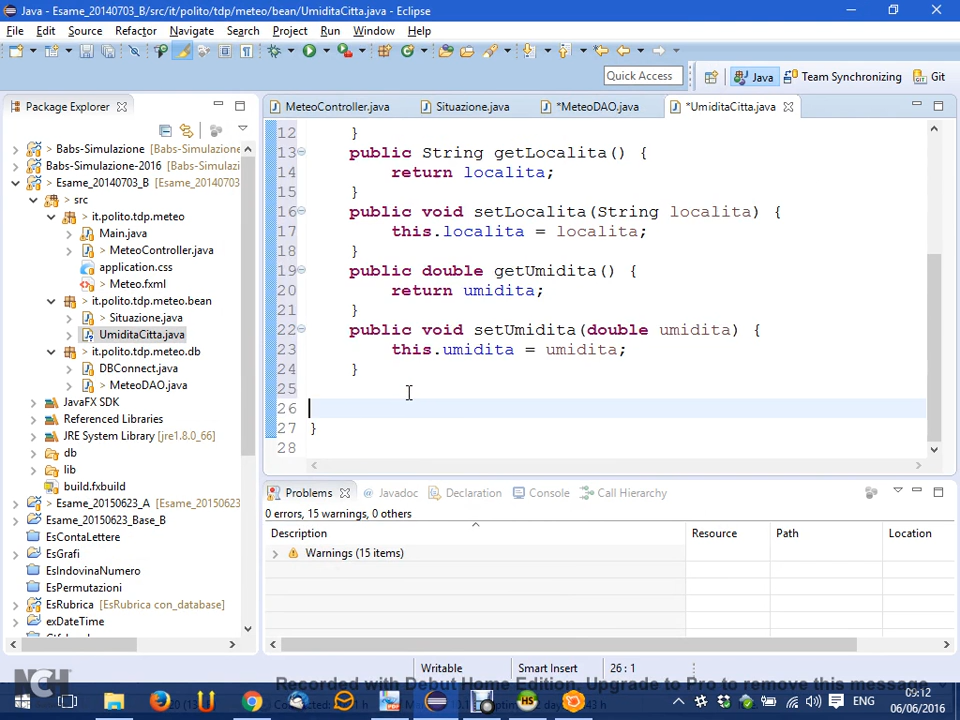 Java - Esame_20140703_B/src/it/polito/tdp/meteo/bean/UmiditaCitta.java - Eclipse
File Edit Source Refactor Navigate Search Project Run Window Help
Quick Access Java Team Synchronizing Git
Package Explorer
MeteoController.java Situazione.java *MeteoDAO.java *UmiditaCitta.java
> Babs-Simulazione [Babs-Simulazione
Babs-Simulazione-2016 [Babs-Simulazi
> Esame_20140703_B [Esame_20140703
> src
> it.polito.tdp.meteo
Main.java
> MeteoController.java
application.css
> Meteo.fxml
> it.polito.tdp.meteo.bean
> Situazione.java
UmiditaCitta.java
> it.polito.tdp.meteo.db
DBConnect.java
> MeteoDAO.java
JavaFX SDK
Referenced Libraries
JRE System Library [jre1.8.0_66]
db
lib
build.fxbuild
> Esame_20150623_A [Esame_20150623
Esame_20150623_Base_B
EsContaLettere
EsGrafi
EsIndovinaNumero
EsPermutazioni
EsRubrica [EsRubrica con_database]
exDateTime
12 }
13 public String getLocalita() {
14 return localita;
15 }
16 public void setLocalita(String localita) {
17 this.localita = localita;
18 }
19 public double getUmidita() {
20 return umidita;
21 }
22 public void setUmidita(double umidita) {
23 this.umidita = umidita;
24 }
25
26
27 }
28
Problems Javadoc Declaration Console Call Hierarchy
0 errors, 15 warnings, 0 others
Description Resource Path Location
Warnings (15 items)
Writable Smart Insert 26 : 1
NCH
Recorded with Debut Home Edition. Upgrade to Pro to remove this message
ENG
09:12
06/06/2016